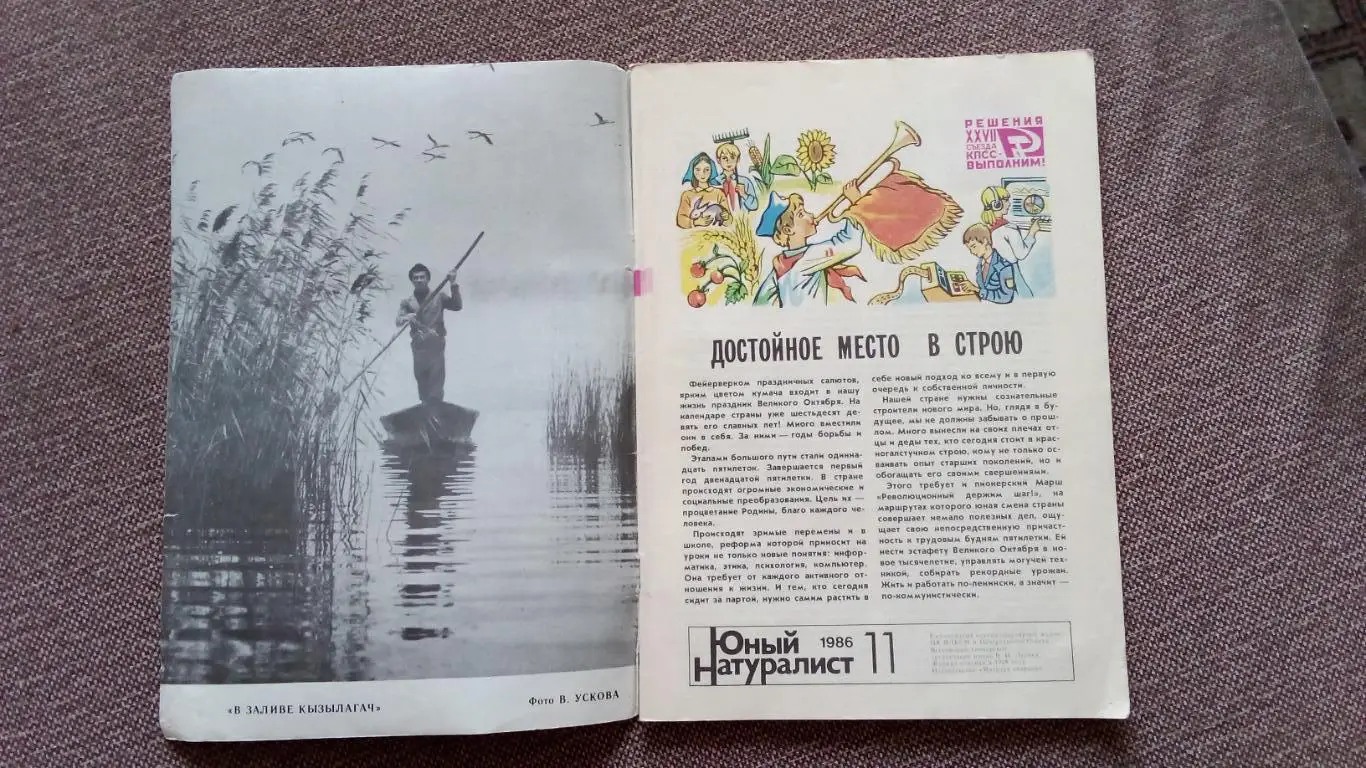 «В ЗАЛИВЕ КЫЗЫЛАГАЧ»
Фото В. УСКОВА
РЕШЕНИЯ
XXVII
СЪЕЗДА
КПСС-
ВЫПОЛНИМ!
ДОСТОЙНОЕ МЕСТО В СТРОЮ
Фейерверком праздничных салютов,
ярким цветом кумача входит в нашу
жизнь праздник Великого Октября. На
календаре страны уже шестьдесят де-
вять его славных лет! Много вместили
они в себя. За ними — годы борьбы и
побед.
Этапами большого пути стали одинна-
дцать пятилеток. Завершается первый
год двенадцатой пятилетки. В стране
происходят огромные экономические и
социальные преобразования. Цель их —
процветание Родины, благо каждого че-
ловека.
Происходят зримые перемены и в
школе, реформа которой приносит на
уроки не только новые понятия: инфор-
матика, этика, психология, компьютер.
Она требует от каждого активного от-
ношения к жизни. И тем, кто сегодня
сидит за партой, нужно самим растить в
себе новый подход ко всему и в первую
очередь к собственной личности.
Нашей стране нужны сознательные
строители нового мира. Но, глядя в бу-
дущее, мы не должны забывать о прош-
лом. Много вынесли на своих плечах от-
цы и деды тех, кто сегодня стоит в крас-
ногалстучном строю, кому не только ос-
ваивать опыт старших поколений, но и
обогащать его своими свершениями.
Этого требует и пионерский Марш
«Революционный держим шаг!», на
маршрутах которого юная смена страны
совершает немало полезных дел, ощу-
щает свою непосредственную причаст-
ность к трудовым будням пятилетки. Ей
нести эстафету Великого Октября в но-
вое тысячелетие, управлять могучей тех-
никой, собирать рекордные урожаи.
Жить и работать по-ленински, а значит —
по-коммунистически.
Юный
Натуралист
1986
11